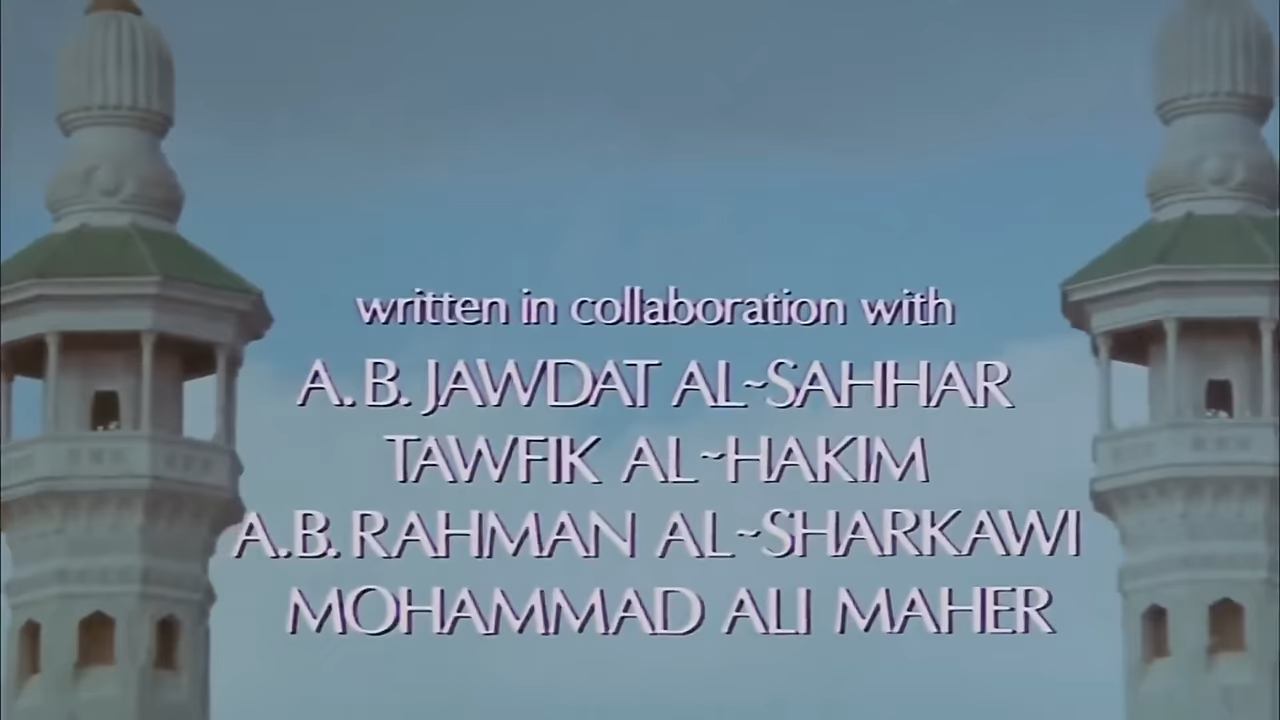 written in collaboration with
A.B. JAWDAT AL~SAHHAR
TAWFIK AL~HAKIM
A.B. RAHMAN AL~SHARKAWI
MOHAMMAD ALI MAHER